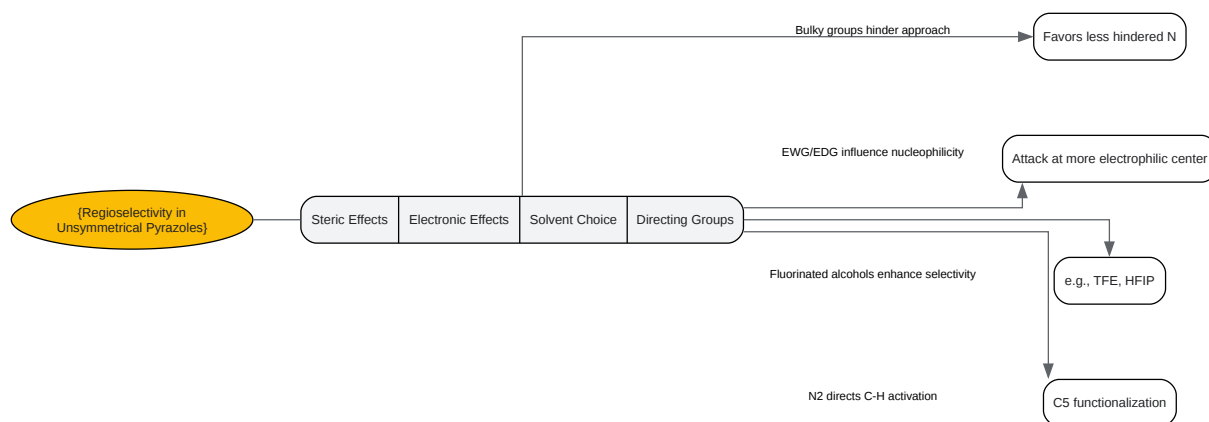 Bulky groups hinder approach
Favors less hindered N
EWG/EDG influence nucleophilicity
Attack at more electrophilic center
{Regioselectivity in
Unsymmetrical Pyrazoles}
Steric Effects
Electronic Effects
Solvent Choice
Directing Groups
Fluorinated alcohols enhance selectivity
e.g., TFE, HFIP
N2 directs C-H activation
C5 functionalization